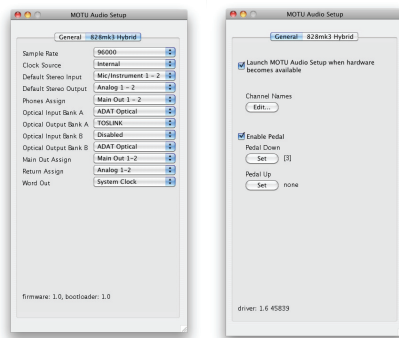 MOTU Audio Setup
General 828mk3 Hybrid
Sample Rate 96000
Clock Source Internal
Default Stereo Input Mic/Instrument 1 - 2
Default Stereo Output Analog 1 - 2
Phones Assign Main Out 1 - 2
Optical Input Bank A ADAT Optical
Optical Output Bank A TOSLINK
Optical Input Bank B Disabled
Optical Output Bank B ADAT Optical
Main Out Assign Main Out 1-2
Return Assign Analog 1-2
Word Out System Clock
firmware: 1.0, bootloader: 1.0
MOTU Audio Setup
General 828mk3 Hybrid
Launch MOTU Audio Setup when hardware
becomes available
Channel Names
Edit...
Enable Pedal
Pedal Down
Set [3]
Pedal Up
Set none
driver: 1.6 45839